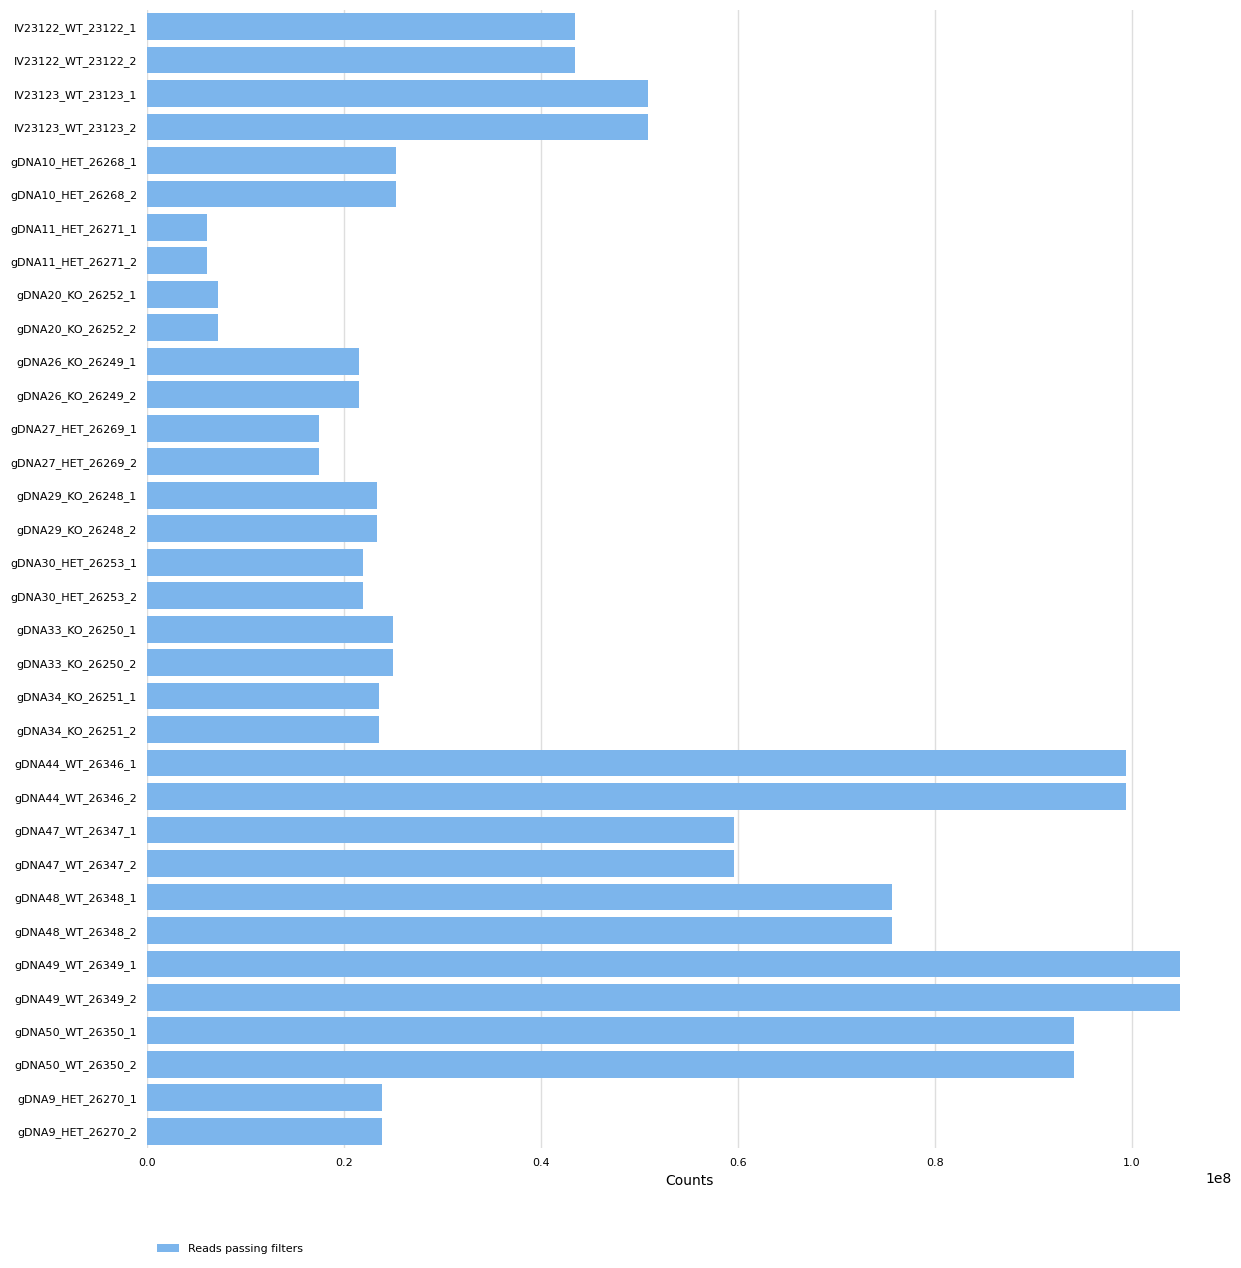 IV23122_WT_23122_1
IV23122_WT_23122_2
IV23123_WT_23123_1
IV23123_WT_23123_2
gDNA10_HET_26268_1
gDNA10_HET_26268_2
gDNA11_HET_26271_1
gDNA11_HET_26271_2
gDNA20_KO_26252_1
gDNA20_KO_26252_2
gDNA26_KO_26249_1
gDNA26_KO_26249_2
gDNA27_HET_26269_1
gDNA27_HET_26269_2
gDNA29_KO_26248_1
gDNA29_KO_26248_2
gDNA30_HET_26253_1
gDNA30_HET_26253_2
gDNA33_KO_26250_1
gDNA33_KO_26250_2
gDNA34_KO_26251_1
gDNA34_KO_26251_2
gDNA44_WT_26346_1
gDNA44_WT_26346_2
gDNA47_WT_26347_1
gDNA47_WT_26347_2
gDNA48_WT_26348_1
gDNA48_WT_26348_2
gDNA49_WT_26349_1
gDNA49_WT_26349_2
gDNA50_WT_26350_1
gDNA50_WT_26350_2
gDNA9_HET_26270_1
gDNA9_HET_26270_2
0.0 0.2 0.4 0.6 0.8 1.0
Counts 1e8
Reads passing filters